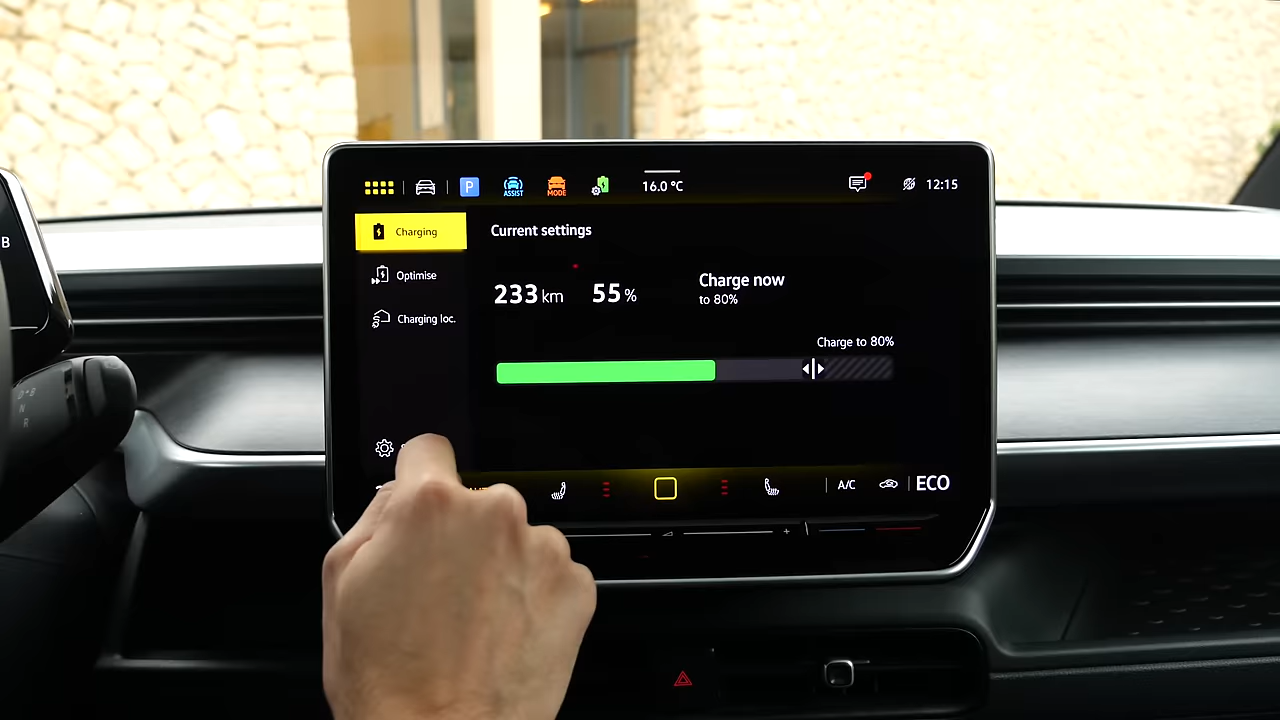 P
ASSIST
MODE
16.0 °C
12:15
B
Charging
Current settings
Optimise
233 km
55 %
Charge now
to 80%
Charging loc.
Charge to 80%
A/C
ECO
N
R